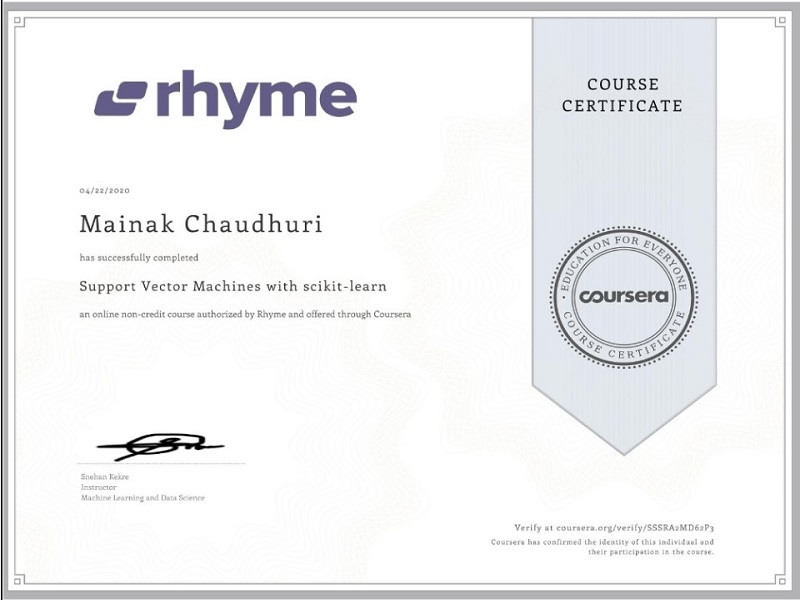 rhyme
COURSE
CERTIFICATE
04/22/2020
Mainak Chaudhuri
has successfully completed
Support Vector Machines with scikit-learn
an online non-credit course authorized by Rhyme and offered through Coursera
EDUCATION FOR EVERYONE
coursera
COURSE CERTIFICATE
Snehan Kekre
Instructor
Machine Learning and Data Science
Verify at coursera.org/verify/SSSRA2MD62P3
Coursera has confirmed the identity of this individual and
their participation in the course.